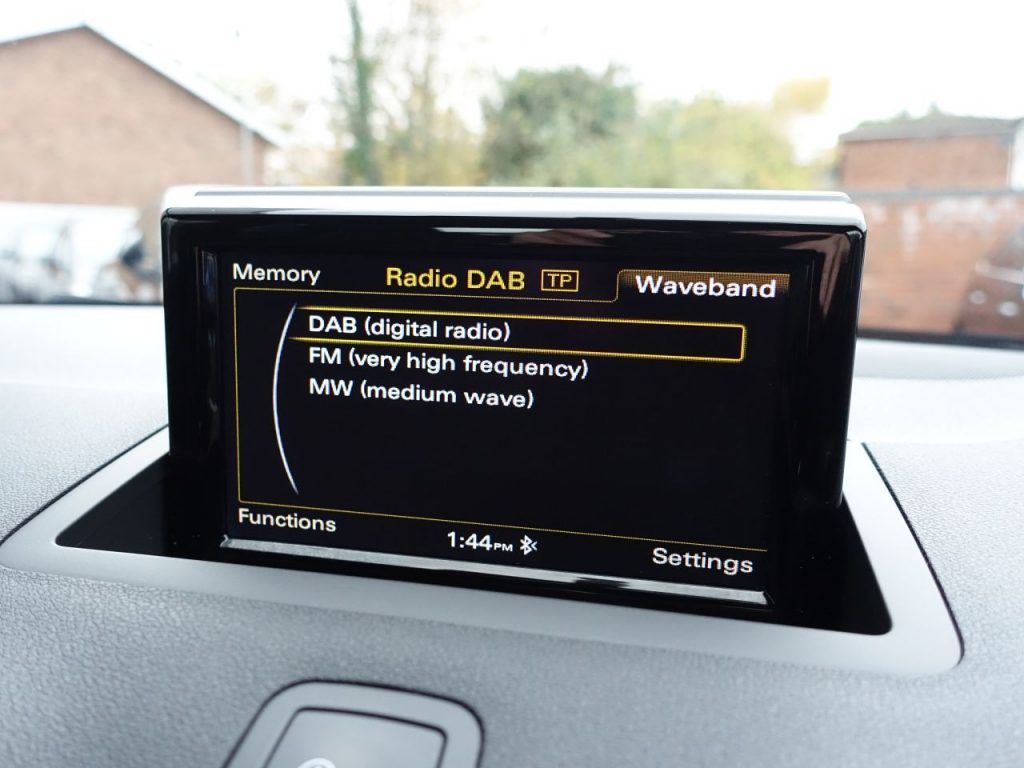 Memory Radio DAB TP Waveband
DAB (digital radio)
FM (very high frequency)
MW (medium wave)
Functions 1:44PM Settings